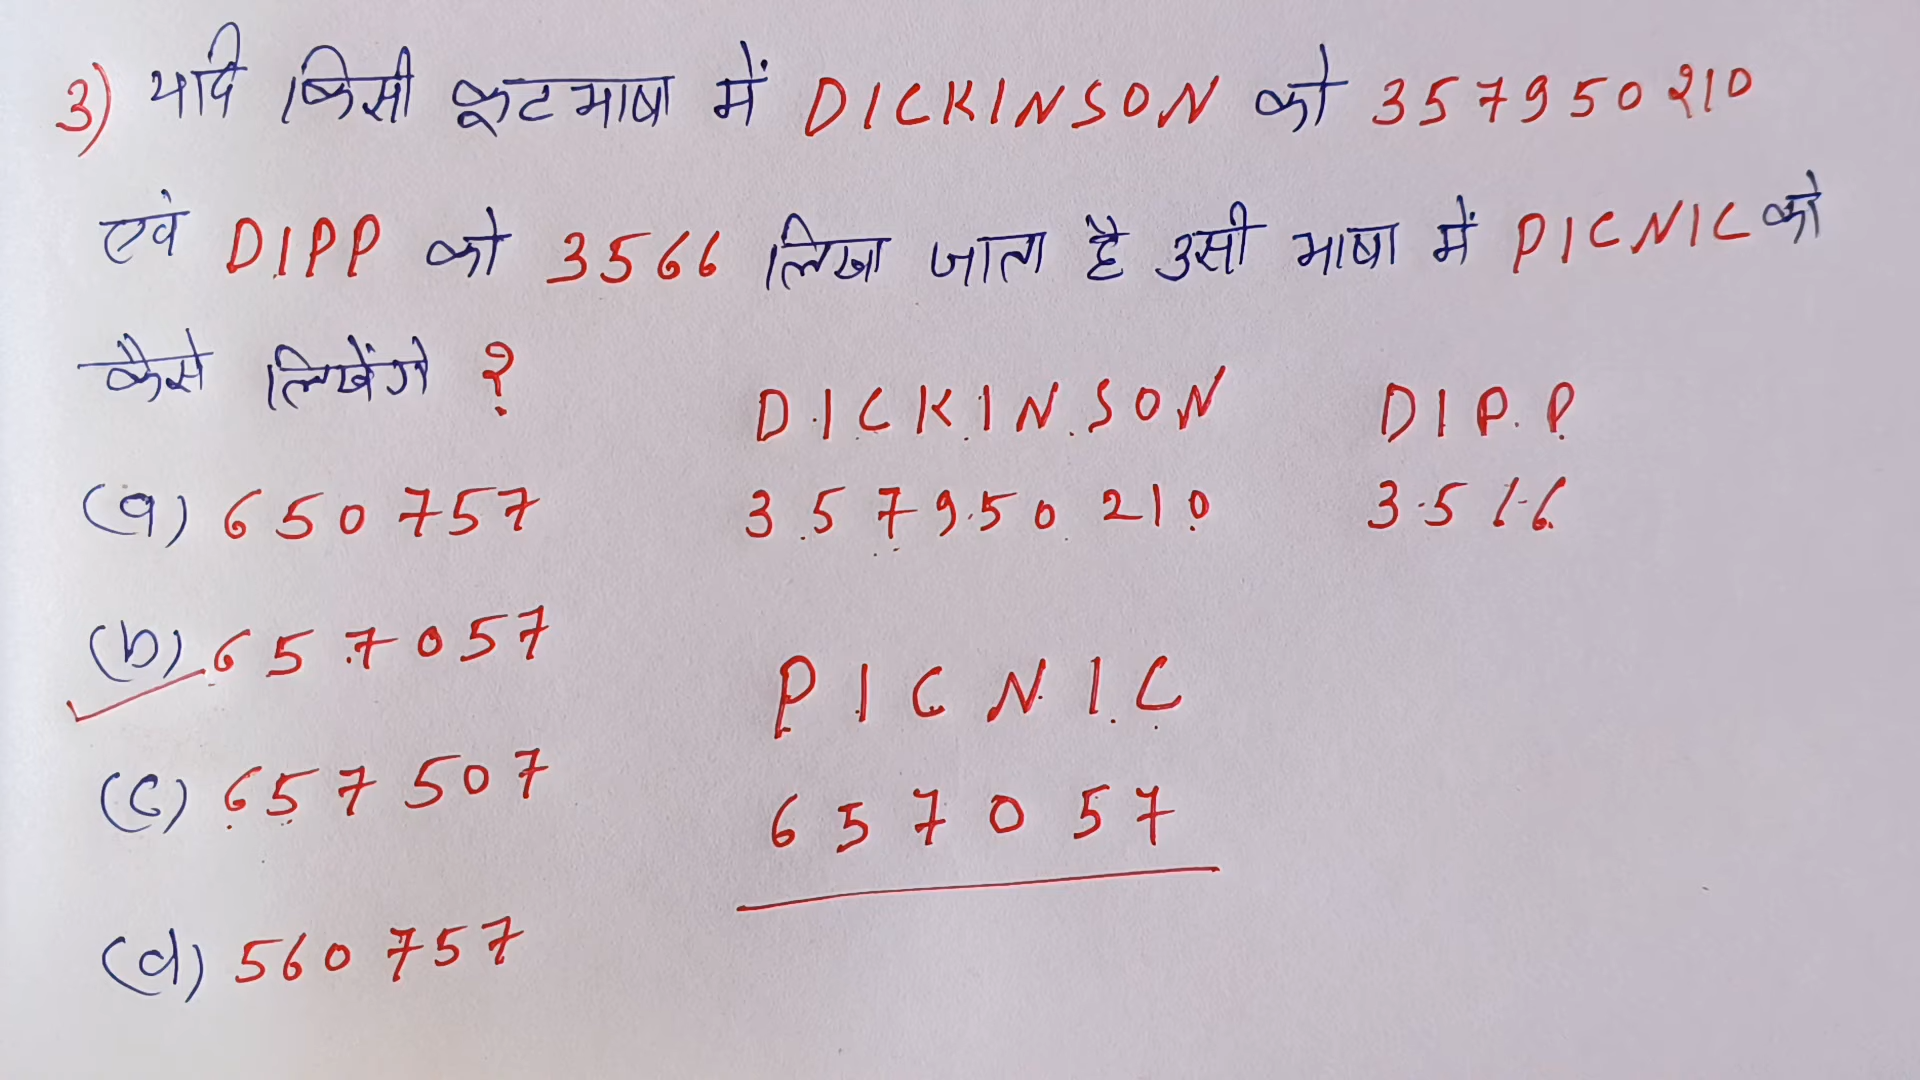 3) यदि किसी कूटभाषा में DICKINSON को 357950210
एवं DIPP को 3566 लिखा जाता है उसी भाषा में PICNIC को
कैसे लिखेंगे ?
DICKINSON DIPP
(a) 650757 357950210 3566
(b) 657057
PICNIC
(c) 657507 657057
(d) 560757